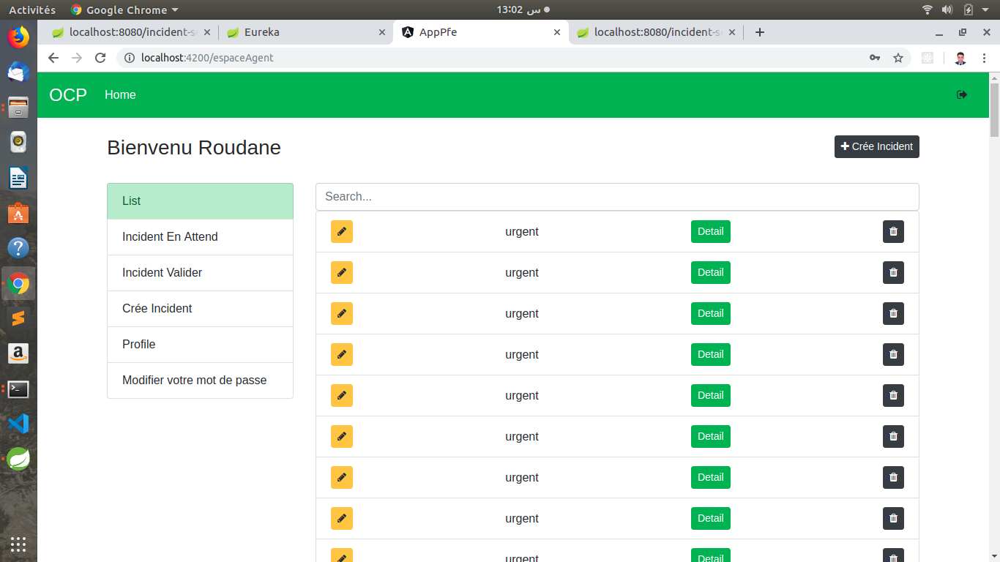 Activités Google Chrome 13:02 س
localhost:8080/incident-s Eureka AppPfe localhost:8080/incident-s
localhost:4200/espaceAgent
OCP Home
Bienvenu Roudane
Crée Incident
List
Incident En Attend
Incident Valider
Crée Incident
Profile
Modifier votre mot de passe
Search...
urgent Detail
urgent Detail
urgent Detail
urgent Detail
urgent Detail
urgent Detail
urgent Detail
urgent Detail
urgent Detail